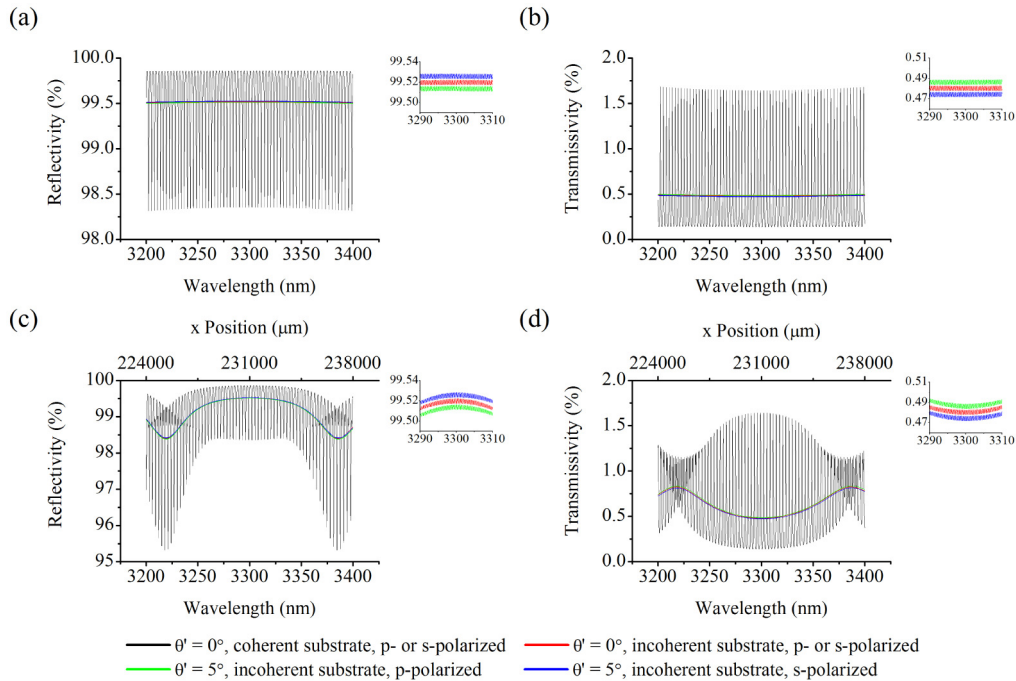 (a)
100.0
99.5
99.0
98.5
98.0
Reflectivity (%)
3200 3250 3300 3350 3400
Wavelength (nm)
99.54
99.52
99.50
3290 3300 3310
(b)
2.0
1.5
1.0
0.5
0.0
Transmissivity (%)
3200 3250 3300 3350 3400
Wavelength (nm)
0.51
0.49
0.47
3290 3300 3310
(c)
x Position (μm)
224000 231000 238000
100
99
98
97
96
95
Reflectivity (%)
3200 3250 3300 3350 3400
Wavelength (nm)
99.54
99.52
99.50
3290 3300 3310
(d)
x Position (μm)
224000 231000 238000
2.0
1.5
1.0
0.5
0.0
Transmissivity (%)
3200 3250 3300 3350 3400
Wavelength (nm)
0.51
0.49
0.47
3290 3300 3310
θ' = 0°, coherent substrate, p- or s-polarized
θ' = 0°, incoherent substrate, p- or s-polarized
θ' = 5°, incoherent substrate, p-polarized
θ' = 5°, incoherent substrate, s-polarized